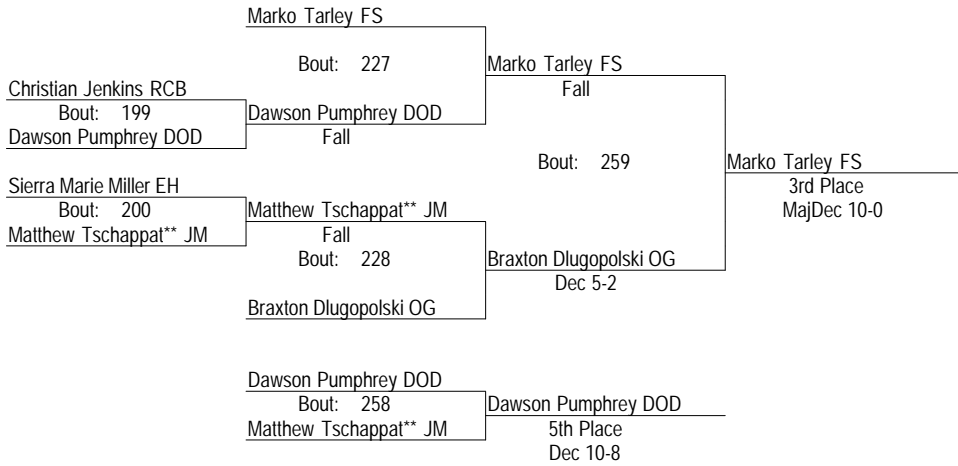 Marko Tarley FS
Bout: 227
Marko Tarley FS
Fall
Christian Jenkins RCB
Bout: 199
Dawson Pumphrey DOD
Dawson Pumphrey DOD
Fall
Bout: 259
Marko Tarley FS
3rd Place
MajDec 10-0
Sierra Marie Miller EH
Bout: 200
Matthew Tschappat** JM
Matthew Tschappat** JM
Fall
Bout: 228
Braxton Dlugopolski OG
Dec 5-2
Braxton Dlugopolski OG
Dawson Pumphrey DOD
Bout: 258
Matthew Tschappat** JM
Dawson Pumphrey DOD
5th Place
Dec 10-8